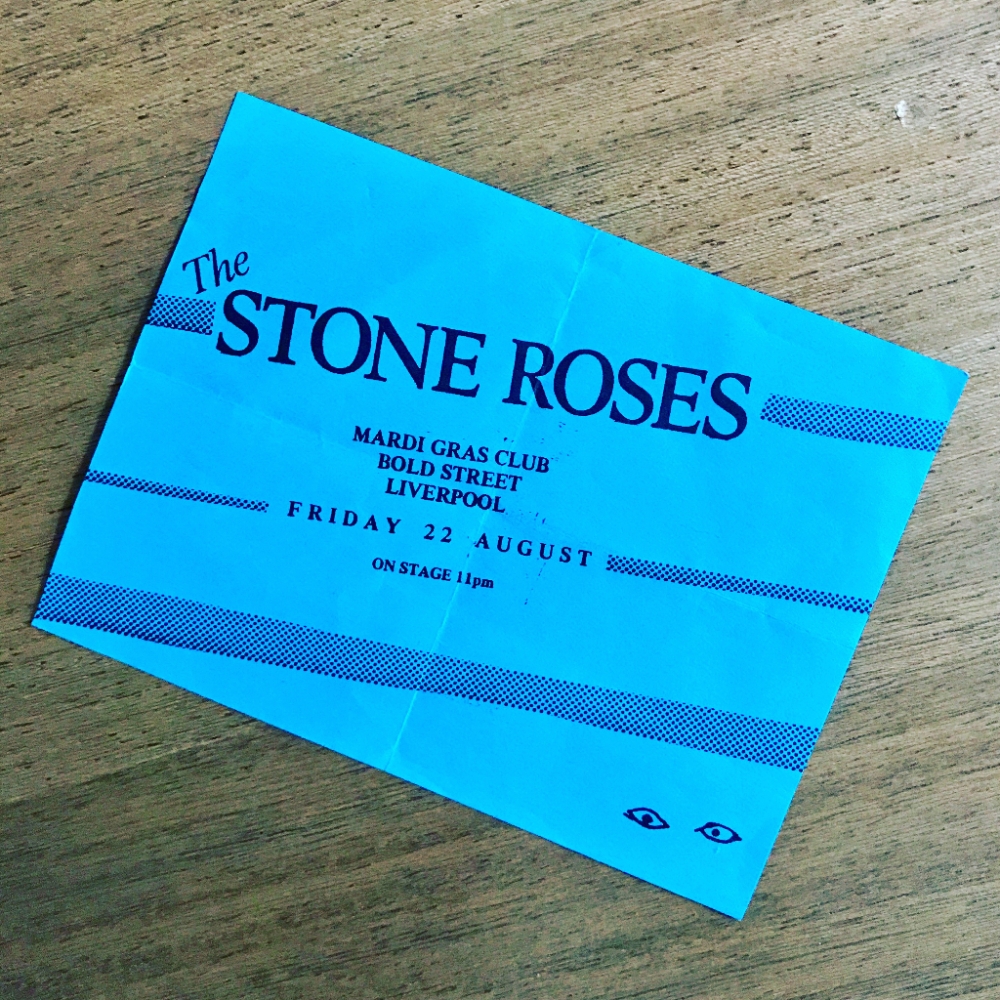 The
STONE ROSES
MARDI GRAS CLUB
BOLD STREET
LIVERPOOL
FRIDAY 22 AUGUST
ON STAGE 11pm